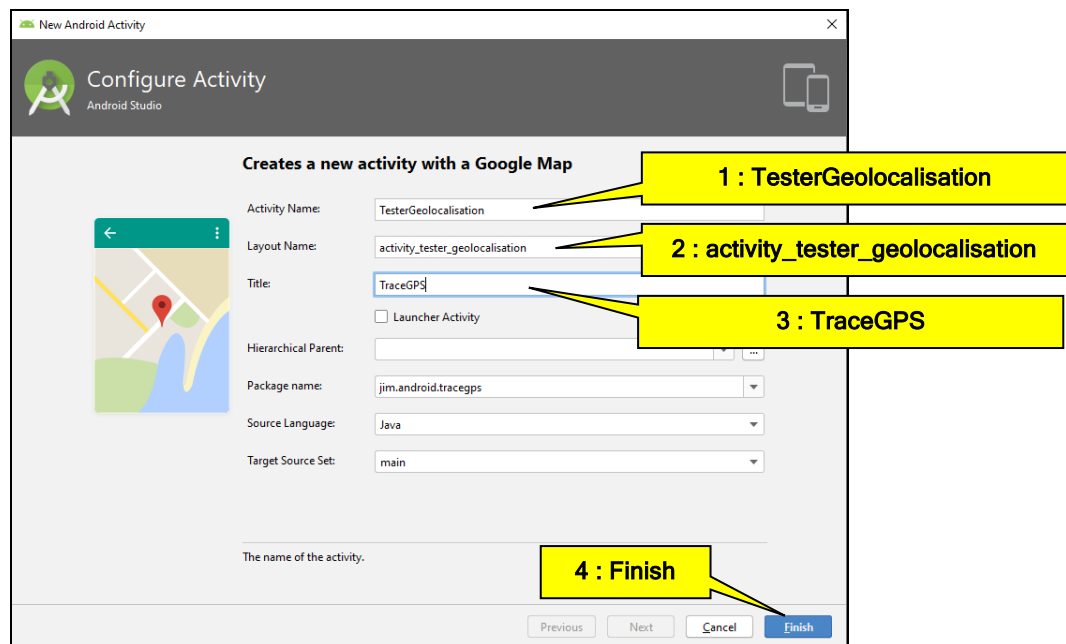 New Android Activity
Configure Activity
Android Studio
Creates a new activity with a Google Map
1 : TesterGeolocalisation
Activity Name:
TesterGeolocalisation
Layout Name:
activity_tester_geolocalisation
2 : activity_tester_geolocalisation
Title:
TraceGPS
3 : TraceGPS
Launcher Activity
Hierarchical Parent:
...
Package name:
jim.android.tracegps
Source Language:
Java
Target Source Set:
main
The name of the activity.
4 : Finish
Previous
Next
Cancel
Finish